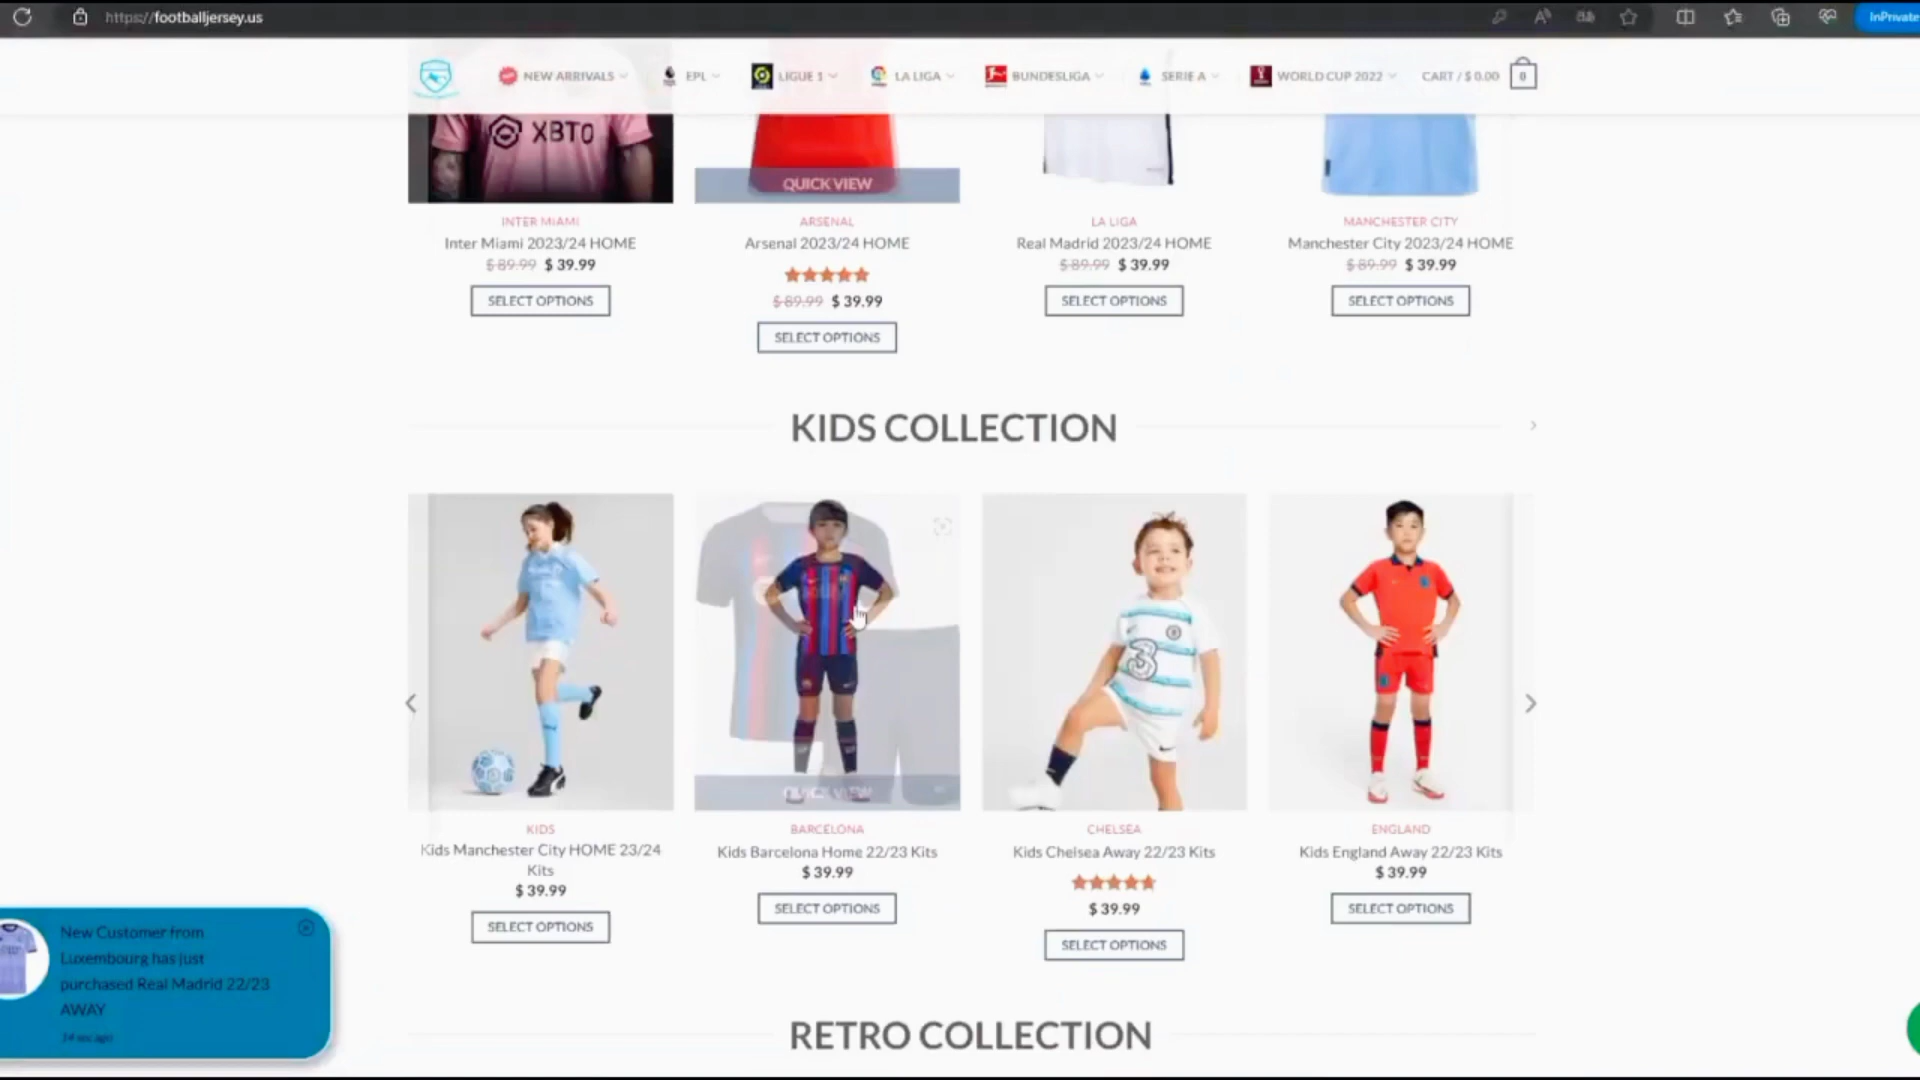 https://footballjersey.us
InPrivate
NEW ARRIVALS
EPL
LIGUE 1
LA LIGA
BUNDESLIGA
SERIE A
WORLD CUP 2022
CART / $ 0.00
0
XBTO
QUICK VIEW
INTER MIAMI
Inter Miami 2023/24 HOME
$ 89.99 $ 39.99
SELECT OPTIONS
ARSENAL
Arsenal 2023/24 HOME
$ 89.99 $ 39.99
SELECT OPTIONS
LA LIGA
Real Madrid 2023/24 HOME
$ 89.99 $ 39.99
SELECT OPTIONS
MANCHESTER CITY
Manchester City 2023/24 HOME
$ 89.99 $ 39.99
SELECT OPTIONS
KIDS COLLECTION
3
QUICK VIEW
KIDS
Kids Manchester City HOME 23/24
Kits
$ 39.99
SELECT OPTIONS
BARCELONA
Kids Barcelona Home 22/23 Kits
$ 39.99
SELECT OPTIONS
CHELSEA
Kids Chelsea Away 22/23 Kits
$ 39.99
SELECT OPTIONS
ENGLAND
Kids England Away 22/23 Kits
$ 39.99
SELECT OPTIONS
New Customer from
Luxembourg has just
purchased Real Madrid 22/23
AWAY
14 sec ago
RETRO COLLECTION